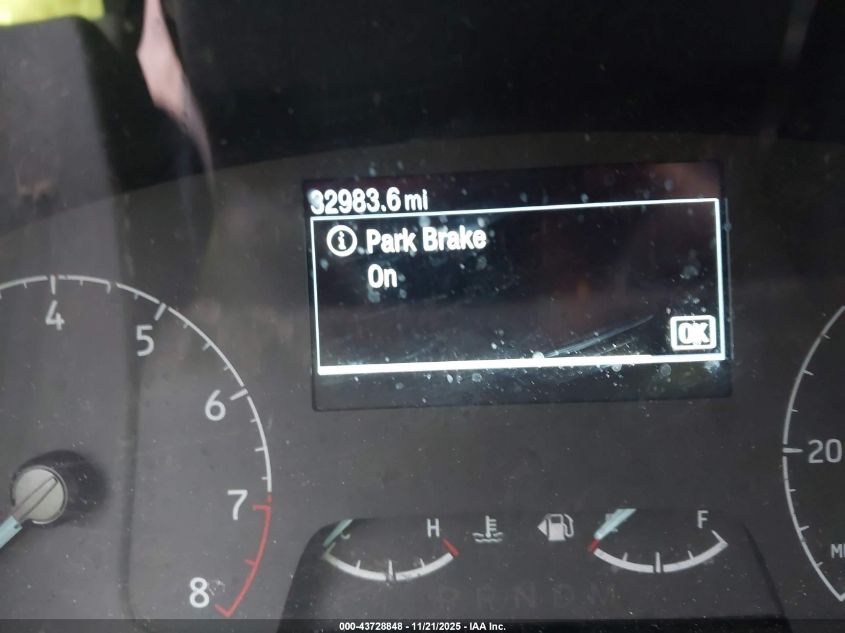 32983.6 mi
i Park Brake
On
OK
4
5
6
7
8
20
H
F
PRNDM
000-43728848 - 11/21/2025 - IAA Inc.